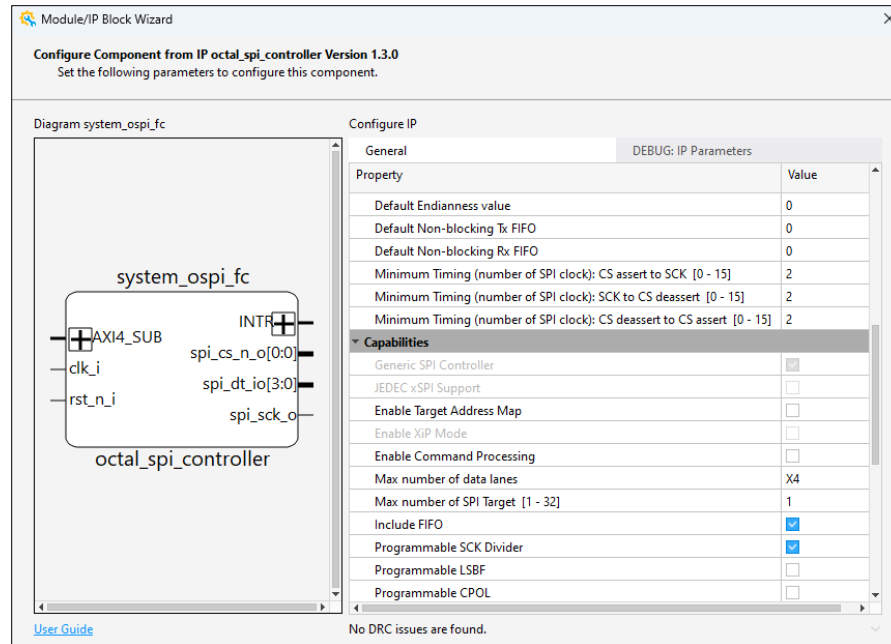 Module/IP Block Wizard
Configure Component from IP octal_spi_controller Version 1.3.0
Set the following parameters to configure this component.
Diagram system_ospi_fc
system_ospi_fc
AXI4_SUB
clk_i
rst_n_i
INTR
spi_cs_n_o[0:0]
spi_dt_io[3:0]
spi_sck_o
octal_spi_controller
User Guide
Configure IP
General DEBUG: IP Parameters
Property Value
Default Endianness value 0
Default Non-blocking Tx FIFO 0
Default Non-blocking Rx FIFO 0
Minimum Timing (number of SPI clock): CS assert to SCK [0 - 15] 2
Minimum Timing (number of SPI clock): SCK to CS deassert [0 - 15] 2
Minimum Timing (number of SPI clock): CS deassert to CS assert [0 - 15] 2
Capabilities
Generic SPI Controller
JEDEC xSPI Support
Enable Target Address Map
Enable XiP Mode
Enable Command Processing
Max number of data lanes X4
Max number of SPI Target [1 - 32] 1
Include FIFO
Programmable SCK Divider
Programmable LSBF
Programmable CPOL
No DRC issues are found.